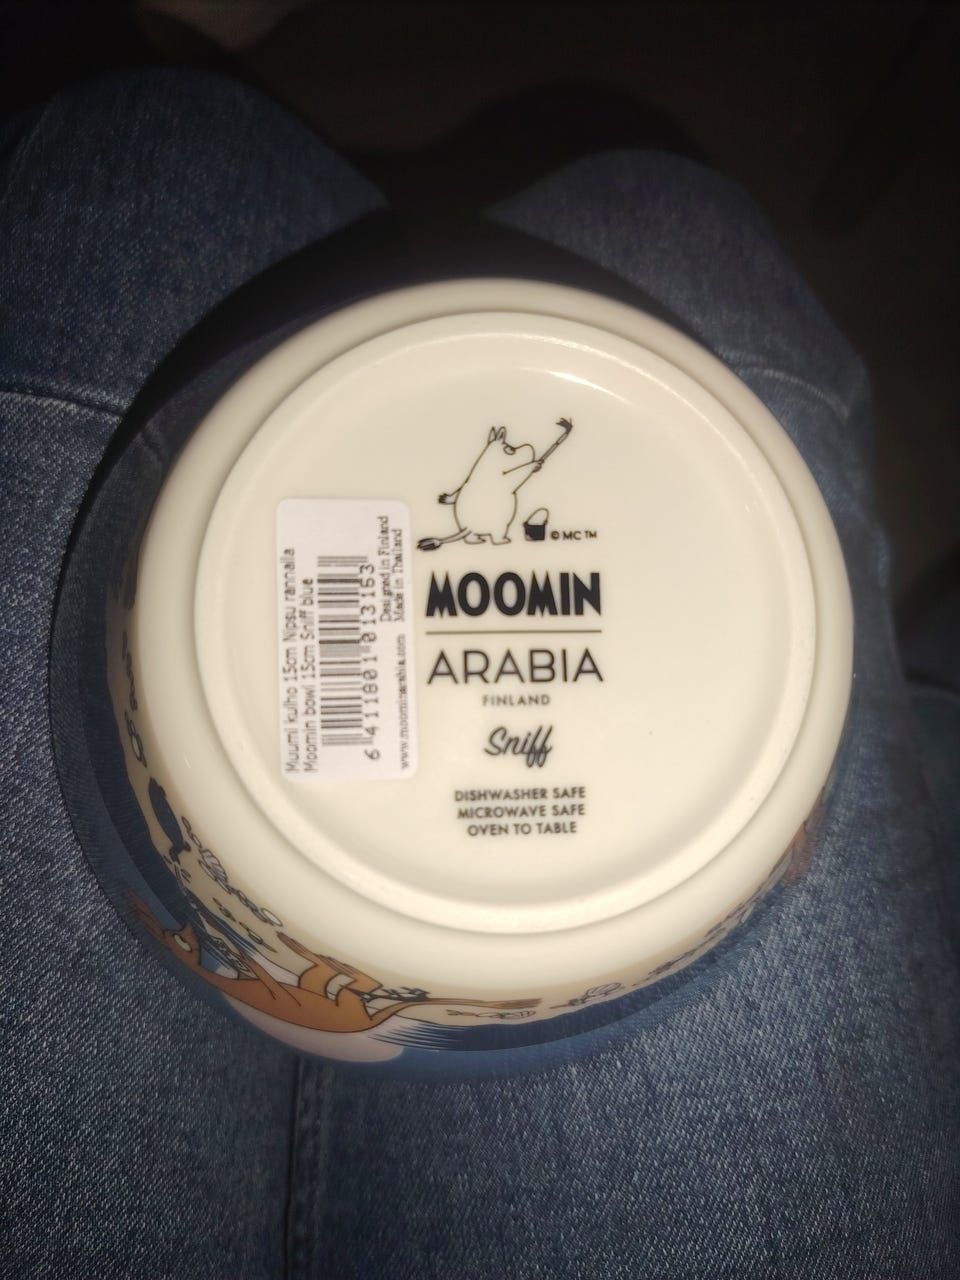 © MC ™
MOOMIN
ARABIA
FINLAND
Sniff
DISHWASHER SAFE
MICROWAVE SAFE
OVEN TO TABLE
Muumi kulho 15cm Nipsu rannalla
Moomin bowl 15cm Sniff blue
6 411801 013163
Designed in Finland
Made in Thailand
www.moominarabia.com